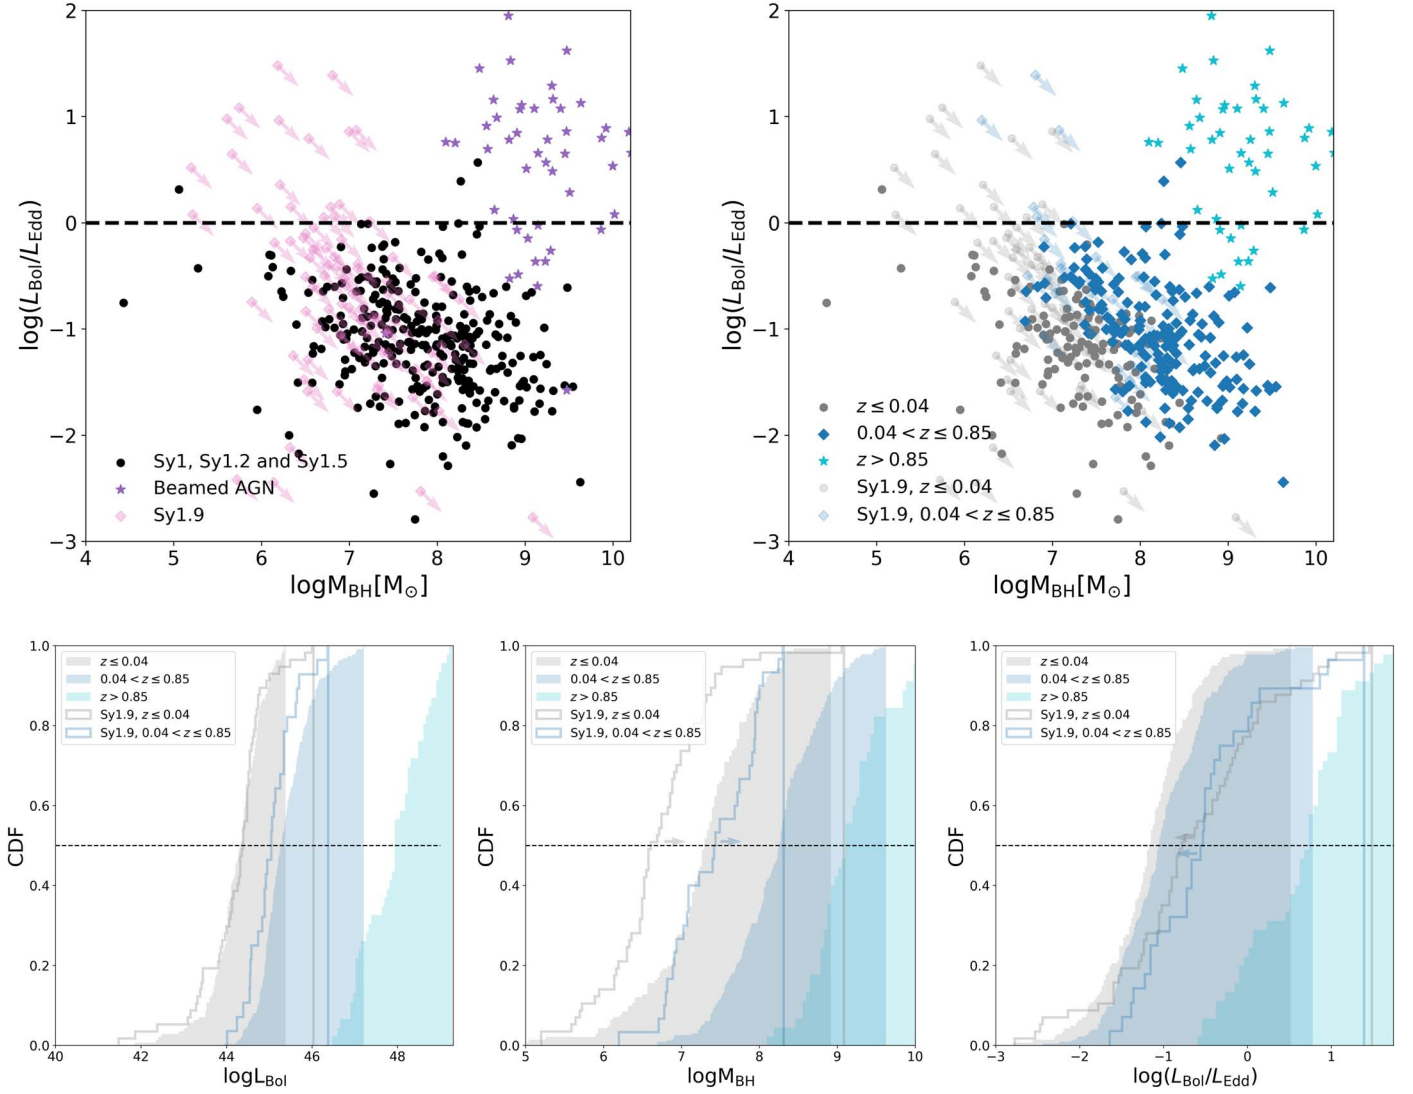 2
1
0
−1
−2
−3
log(L_Bol/L_Edd)
Sy1, Sy1.2 and Sy1.5
Beamed AGN
Sy1.9
4 5 6 7 8 9 10
logM_BH[M_⊙]
2
1
0
−1
−2
−3
log(L_Bol/L_Edd)
z ≤ 0.04
0.04 < z ≤ 0.85
z > 0.85
Sy1.9, z ≤ 0.04
Sy1.9, 0.04 < z ≤ 0.85
4 5 6 7 8 9 10
logM_BH[M_⊙]
1.0
0.8
0.6
0.4
0.2
0.0
CDF
z ≤ 0.04
0.04 < z ≤ 0.85
z > 0.85
Sy1.9, z ≤ 0.04
Sy1.9, 0.04 < z ≤ 0.85
40 42 44 46 48
logL_Bol
1.0
0.8
0.6
0.4
0.2
0.0
CDF
z ≤ 0.04
0.04 < z ≤ 0.85
z > 0.85
Sy1.9, z ≤ 0.04
Sy1.9, 0.04 < z ≤ 0.85
5 6 7 8 9 10
logM_BH
1.0
0.8
0.6
0.4
0.2
0.0
CDF
z ≤ 0.04
0.04 < z ≤ 0.85
z > 0.85
Sy1.9, z ≤ 0.04
Sy1.9, 0.04 < z ≤ 0.85
−3 −2 −1 0 1
log(L_Bol/L_Edd)